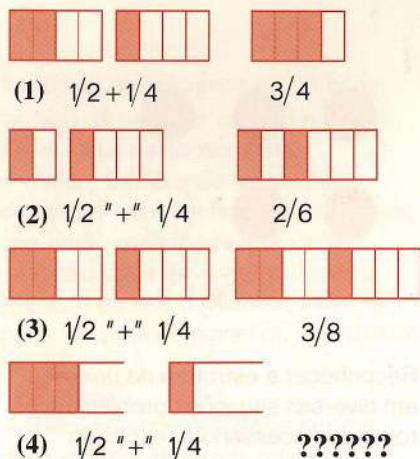 (1) 1/2 + 1/4 3/4
(2) 1/2 "+" 1/4 2/6
(3) 1/2 "+" 1/4 3/8
(4) 1/2 "+" 1/4 ??????